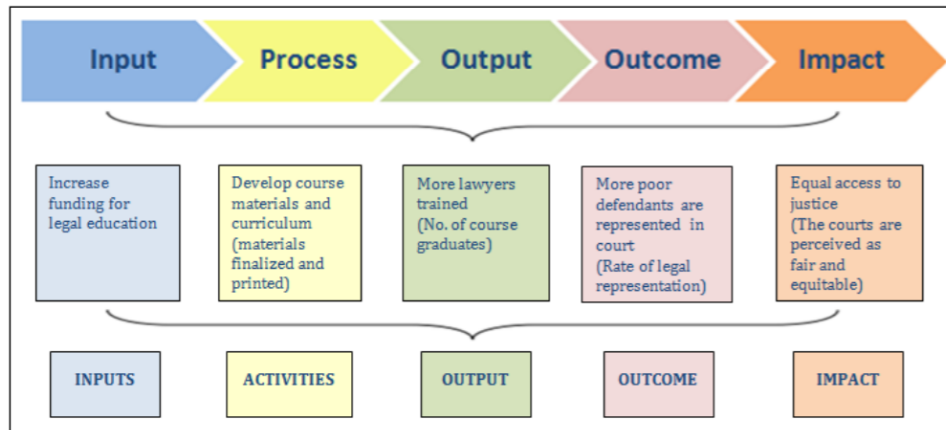 Input
Process
Output
Outcome
Impact
Increase
funding for
legal education
Develop course
materials and
curriculum
(materials
finalized and
printed)
More lawyers
trained
(No. of course
graduates)
More poor
defendants are
represented in
court
(Rate of legal
representation)
Equal access to
justice
(The courts are
perceived as
fair and
equitable)
INPUTS
ACTIVITIES
OUTPUT
OUTCOME
IMPACT